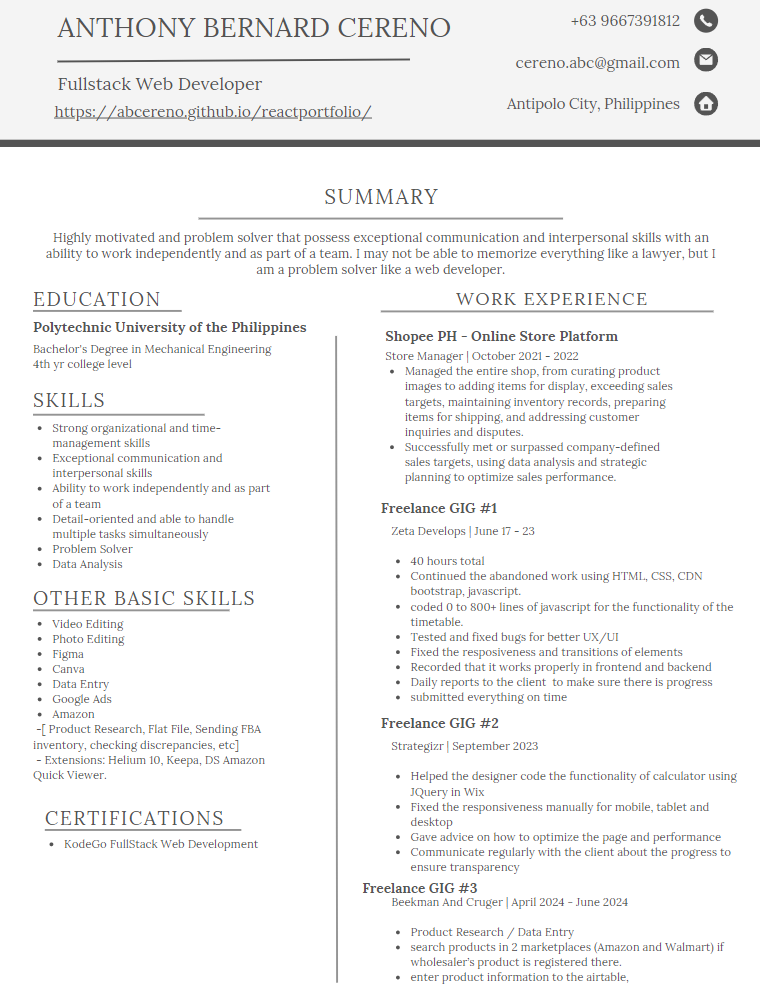 ANTHONY BERNARD CERENO
Fullstack Web Developer
https://abcereno.github.io/reactportfolio/
+63 9667391812
cereno.abc@gmail.com
Antipolo City, Philippines
SUMMARY
Highly motivated and problem solver that possess exceptional communication and interpersonal skills with an
ability to work independently and as part of a team. I may not be able to memorize everything like a lawyer, but I
am a problem solver like a web developer.
EDUCATION
Polytechnic University of the Philippines
Bachelor's Degree in Mechanical Engineering
4th yr college level
SKILLS
• Strong organizational and time-
management skills
• Exceptional communication and
interpersonal skills
• Ability to work independently and as part
of a team
• Detail-oriented and able to handle
multiple tasks simultaneously
• Problem Solver
• Data Analysis
OTHER BASIC SKILLS
• Video Editing
• Photo Editing
• Figma
• Canva
• Data Entry
• Google Ads
• Amazon
-[ Product Research, Flat File, Sending FBA
inventory, checking discrepancies, etc]
- Extensions: Helium 10, Keepa, DS Amazon
Quick Viewer.
CERTIFICATIONS
• KodeGo FullStack Web Development
WORK EXPERIENCE
Shopee PH - Online Store Platform
Store Manager | October 2021 - 2022
• Managed the entire shop, from curating product
images to adding items for display, exceeding sales
targets, maintaining inventory records, preparing
items for shipping, and addressing customer
inquiries and disputes.
• Successfully met or surpassed company-defined
sales targets, using data analysis and strategic
planning to optimize sales performance.
Freelance GIG #1
Zeta Develops | June 17 - 23
• 40 hours total
• Continued the abandoned work using HTML, CSS, CDN
bootstrap, javascript.
• coded 0 to 800+ lines of javascript for the functionality of the
timetable.
• Tested and fixed bugs for better UX/UI
• Fixed the resposiveness and transitions of elements
• Recorded that it works properly in frontend and backend
• Daily reports to the client to make sure there is progress
• submitted everything on time
Freelance GIG #2
Strategizr | September 2023
• Helped the designer code the functionality of calculator using
JQuery in Wix
• Fixed the responsiveness manually for mobile, tablet and
desktop
• Gave advice on how to optimize the page and performance
• Communicate regularly with the client about the progress to
ensure transparency
Freelance GIG #3
Beekman And Cruger | April 2024 - June 2024
• Product Research / Data Entry
• search products in 2 marketplaces (Amazon and Walmart) if
wholesaler's product is registered there.
• enter product information to the airtable,